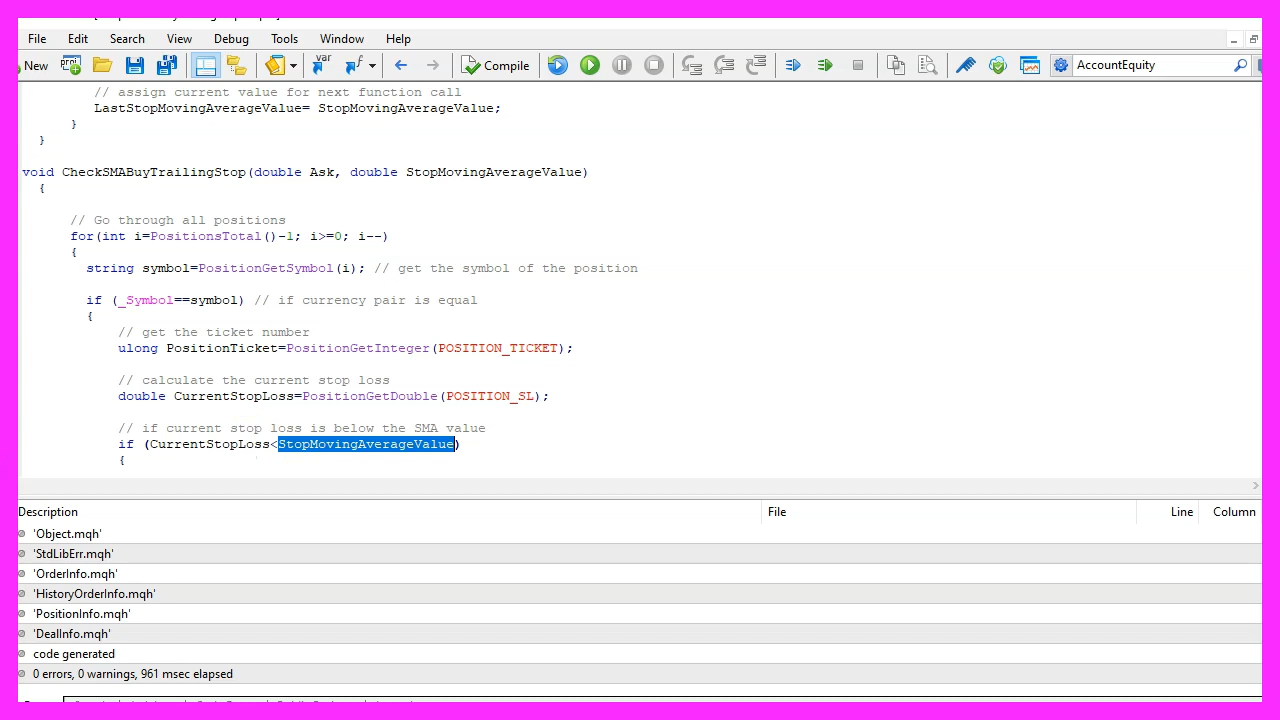 File Edit Search View Debug Tools Window Help
New Compile AccountEquity
// assign current value for next function call
LastStopMovingAverageValue= StopMovingAverageValue;
}
}
void CheckSMABuyTrailingStop(double Ask, double StopMovingAverageValue)
{
// Go through all positions
for(int i=PositionsTotal()-1; i>=0; i--)
{
string symbol=PositionGetSymbol(i); // get the symbol of the position
if (_Symbol==symbol) // if currency pair is equal
{
// get the ticket number
ulong PositionTicket=PositionGetInteger(POSITION_TICKET);
// calculate the current stop loss
double CurrentStopLoss=PositionGetDouble(POSITION_SL);
// if current stop loss is below the SMA value
if (CurrentStopLoss<StopMovingAverageValue)
{
Description File Line Column
'Object.mqh'
'StdLibErr.mqh'
'OrderInfo.mqh'
'HistoryOrderInfo.mqh'
'PositionInfo.mqh'
'DealInfo.mqh'
code generated
0 errors, 0 warnings, 961 msec elapsed